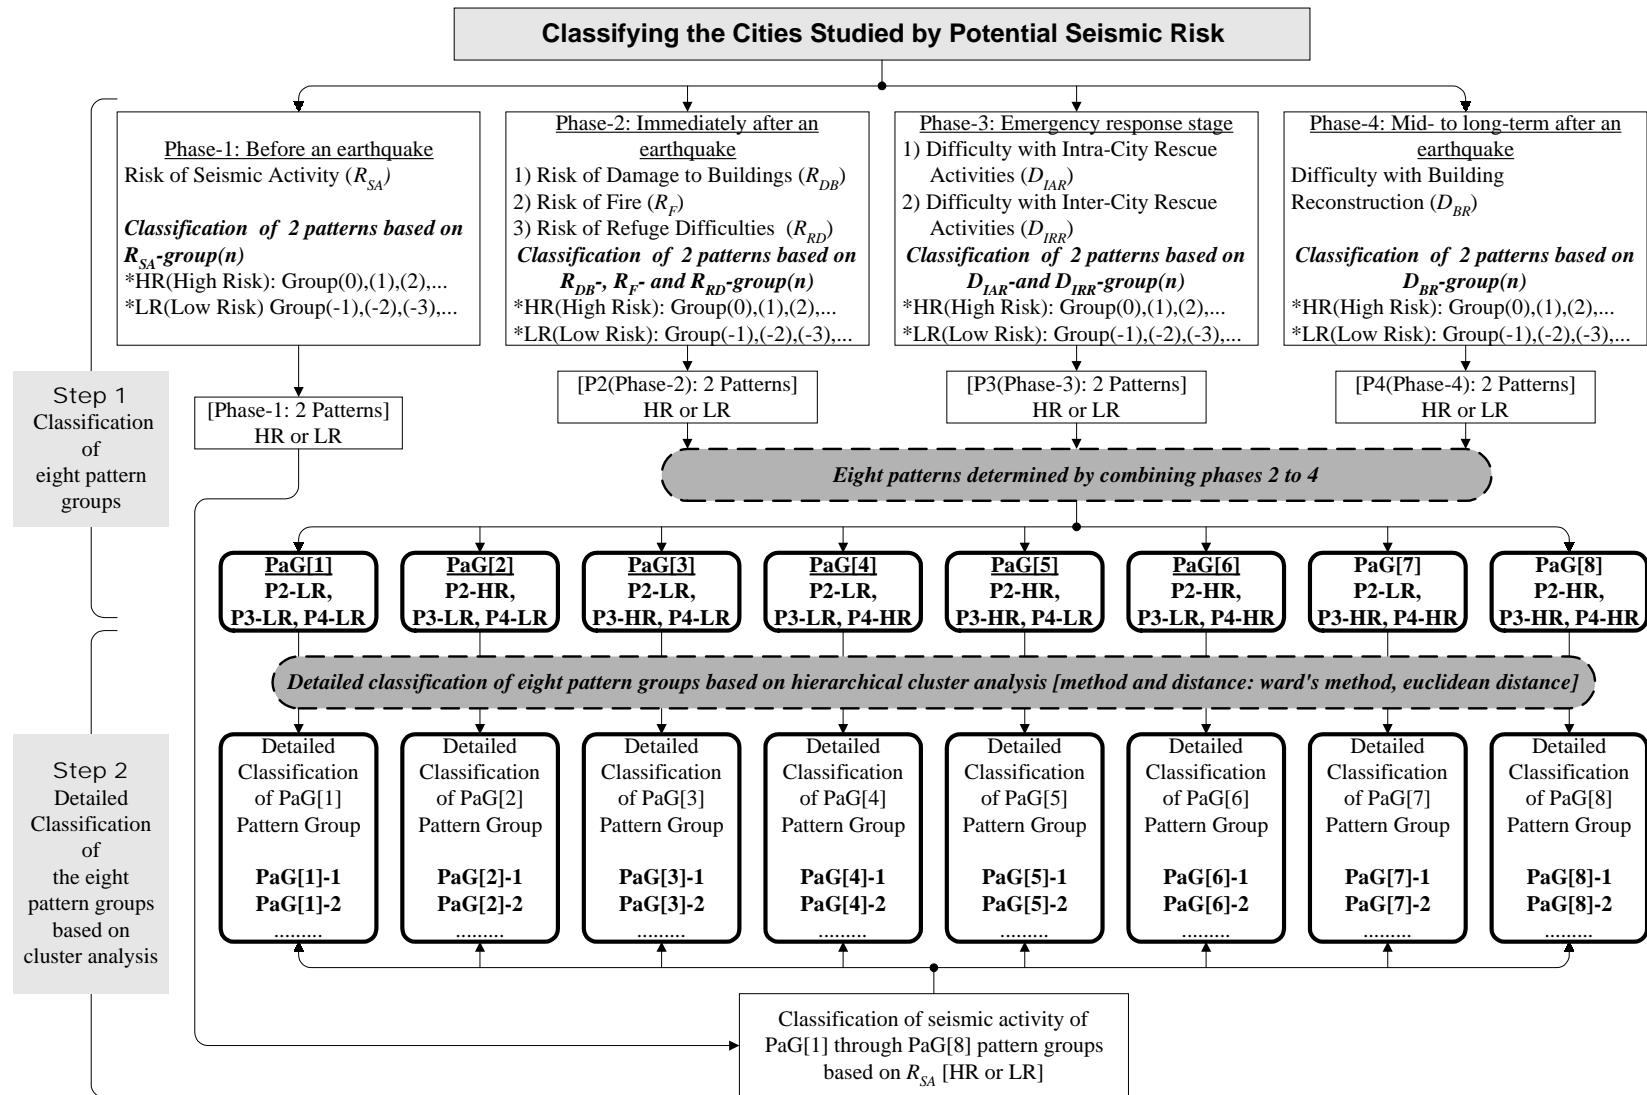 Classifying the Cities Studied by Potential Seismic Risk
Phase-1: Before an earthquake
Risk of Seismic Activity (R_SA)
Classification of 2 patterns based on
R_SA-group(n)
*HR(High Risk): Group(0),(1),(2),...
*LR(Low Risk) Group(-1),(-2),(-3),...
Phase-2: Immediately after an
earthquake
1) Risk of Damage to Buildings (R_DB)
2) Risk of Fire (R_F)
3) Risk of Refuge Difficulties (R_RD)
Classification of 2 patterns based on
R_DB-, R_F- and R_RD-group(n)
*HR(High Risk): Group(0),(1),(2),...
*LR(Low Risk): Group(-1),(-2),(-3),...
Phase-3: Emergency response stage
1) Difficulty with Intra-City Rescue
Activities (D_IAR)
2) Difficulty with Inter-City Rescue
Activities (D_IRR)
Classification of 2 patterns based on
D_IAR-and D_IRR-group(n)
*HR(High Risk): Group(0),(1),(2),...
*LR(Low Risk): Group(-1),(-2),(-3),...
Phase-4: Mid- to long-term after an
earthquake
Difficulty with Building
Reconstruction (D_BR)
Classification of 2 patterns based on
D_BR-group(n)
*HR(High Risk): Group(0),(1),(2),...
*LR(Low Risk): Group(-1),(-2),(-3),...
Step 1
Classification
of
eight pattern
groups
[Phase-1: 2 Patterns]
HR or LR
[P2(Phase-2): 2 Patterns]
HR or LR
[P3(Phase-3): 2 Patterns]
HR or LR
[P4(Phase-4): 2 Patterns]
HR or LR
Eight patterns determined by combining phases 2 to 4
PaG[1]
P2-LR,
P3-LR, P4-LR
PaG[2]
P2-HR,
P3-LR, P4-LR
PaG[3]
P2-LR,
P3-HR, P4-LR
PaG[4]
P2-LR,
P3-LR, P4-HR
PaG[5]
P2-HR,
P3-HR, P4-LR
PaG[6]
P2-HR,
P3-LR, P4-HR
PaG[7]
P2-LR,
P3-HR, P4-HR
PaG[8]
P2-HR,
P3-HR, P4-HR
Detailed classification of eight pattern groups based on hierarchical cluster analysis [method and distance: ward's method, euclidean distance]
Step 2
Detailed
Classification
of
the eight
pattern groups
based on
cluster analysis
Detailed
Classification
of PaG[1]
Pattern Group
PaG[1]-1
PaG[1]-2
.........
Detailed
Classification
of PaG[2]
Pattern Group
PaG[2]-1
PaG[2]-2
.........
Detailed
Classification
of PaG[3]
Pattern Group
PaG[3]-1
PaG[3]-2
.........
Detailed
Classification
of PaG[4]
Pattern Group
PaG[4]-1
PaG[4]-2
.........
Detailed
Classification
of PaG[5]
Pattern Group
PaG[5]-1
PaG[5]-2
.........
Detailed
Classification
of PaG[6]
Pattern Group
PaG[6]-1
PaG[6]-2
.........
Detailed
Classification
of PaG[7]
Pattern Group
PaG[7]-1
PaG[7]-2
.........
Detailed
Classification
of PaG[8]
Pattern Group
PaG[8]-1
PaG[8]-2
.........
Classification of seismic activity of
PaG[1] through PaG[8] pattern groups
based on R_SA [HR or LR]